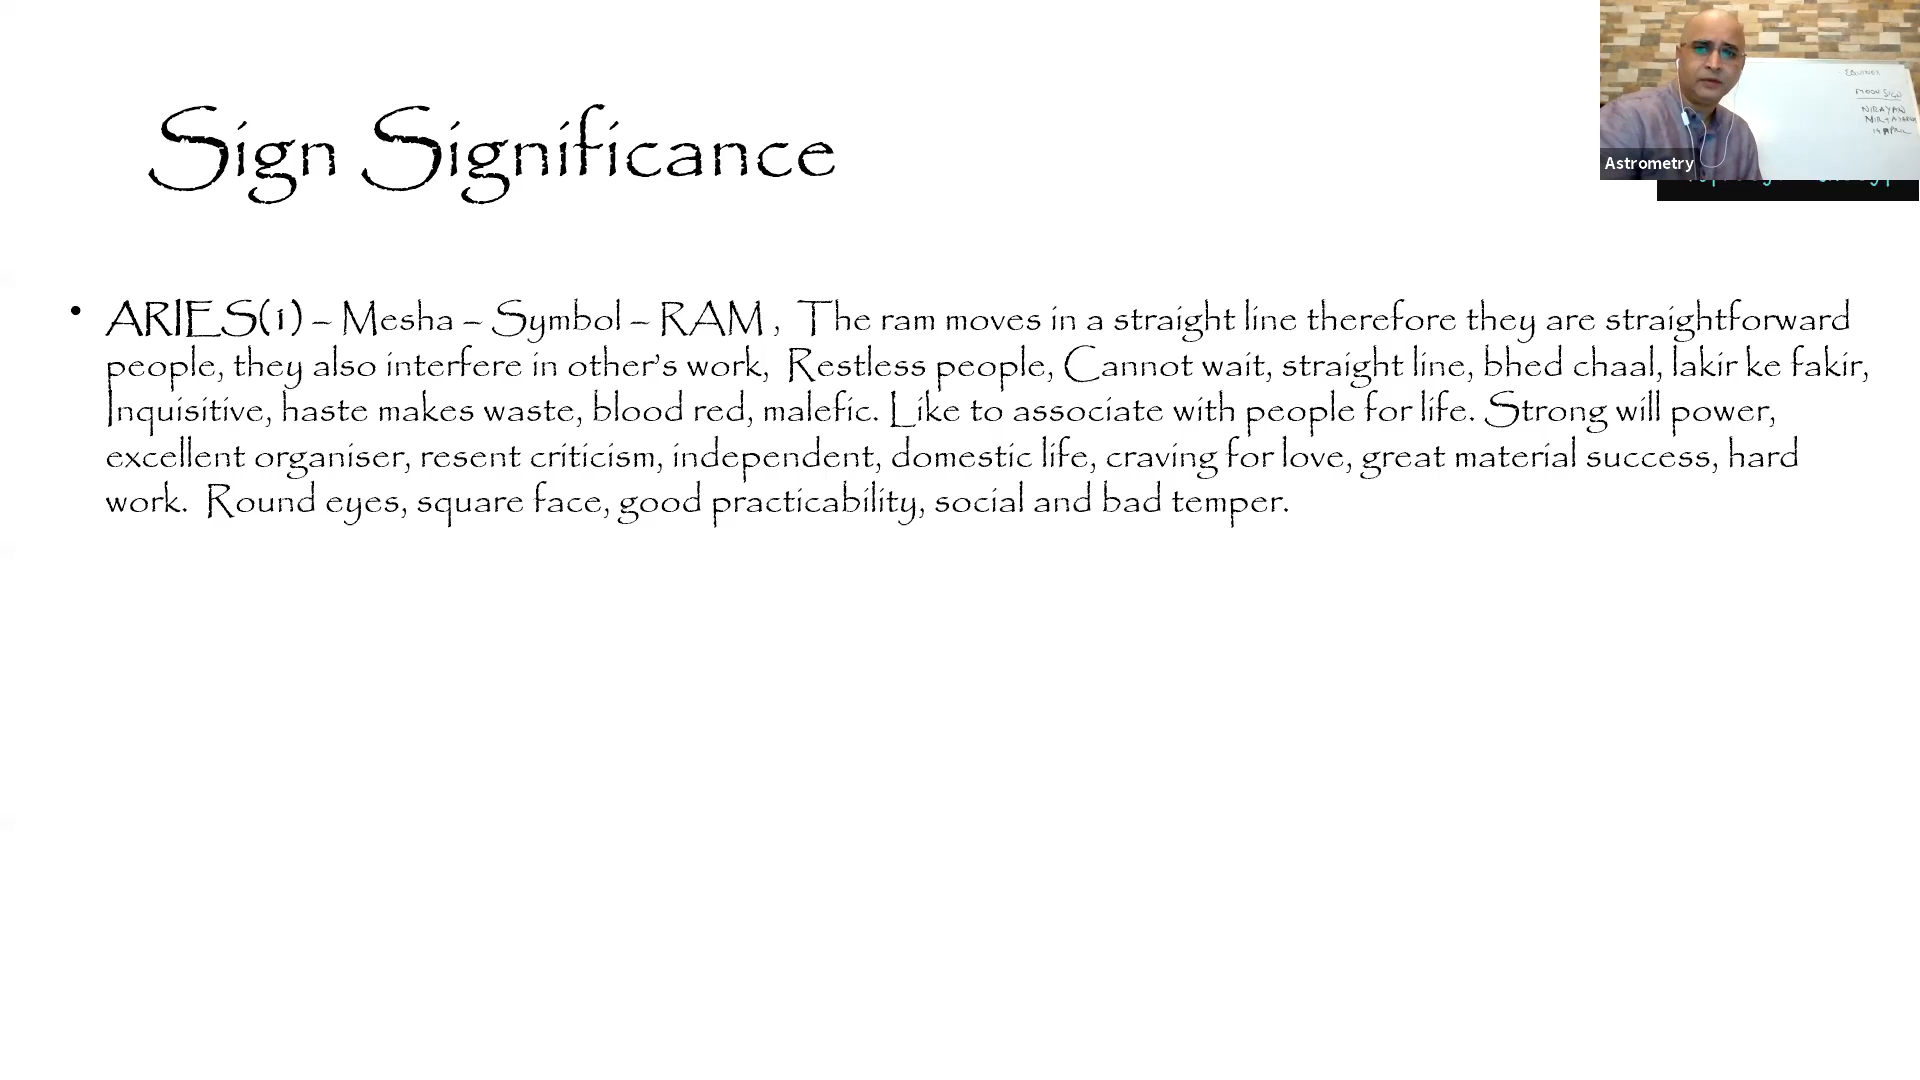 Sign Significance
• ARIES(1) – Mesha – Symbol – RAM , The ram moves in a straight line therefore they are straightforward
people, they also interfere in other's work, Restless people, Cannot wait, straight line, bhed chaal, lakir ke fakir,
Inquisitive, haste makes waste, blood red, malefic. Like to associate with people for life. Strong will power,
excellent organiser, resent criticism, independent, domestic life, craving for love, great material success, hard
work. Round eyes, square face, good practicability, social and bad temper.
EQUINOX
MOON SIGN
NIRAYAN
14 APRIL
Astrometry